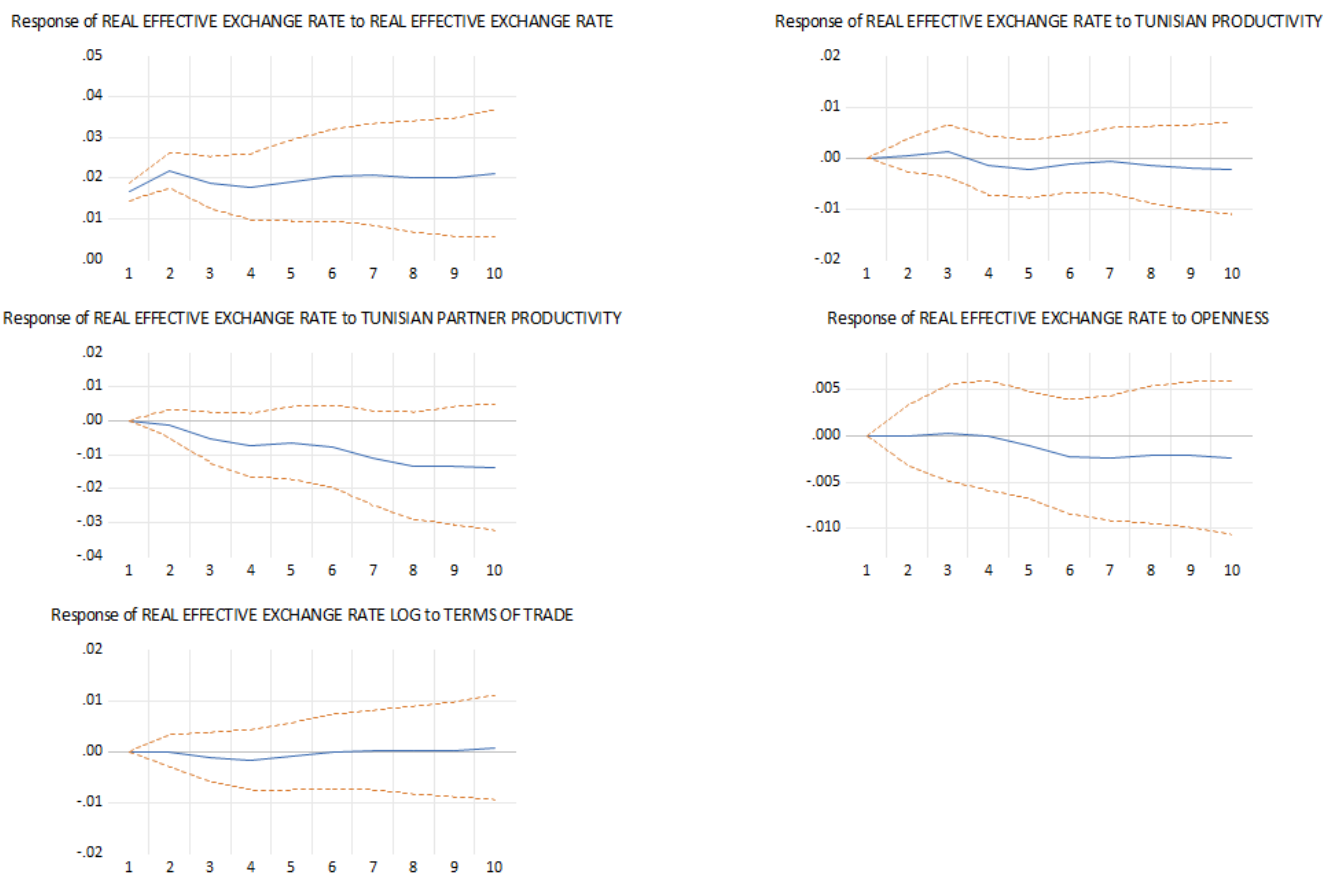 Response of REAL EFFECTIVE EXCHANGE RATE to REAL EFFECTIVE EXCHANGE RATE
.05
.04
.03
.02
.01
.00
1 2 3 4 5 6 7 8 9 10
Response of REAL EFFECTIVE EXCHANGE RATE to TUNISIAN PRODUCTIVITY
.02
.01
.00
-.01
-.02
1 2 3 4 5 6 7 8 9 10
Response of REAL EFFECTIVE EXCHANGE RATE to TUNISIAN PARTNER PRODUCTIVITY
.02
.01
.00
-.01
-.02
-.03
-.04
1 2 3 4 5 6 7 8 9 10
Response of REAL EFFECTIVE EXCHANGE RATE to OPENNESS
.005
.000
-.005
-.010
1 2 3 4 5 6 7 8 9 10
Response of REAL EFFECTIVE EXCHANGE RATE LOG to TERMS OF TRADE
.02
.01
.00
-.01
-.02
1 2 3 4 5 6 7 8 9 10